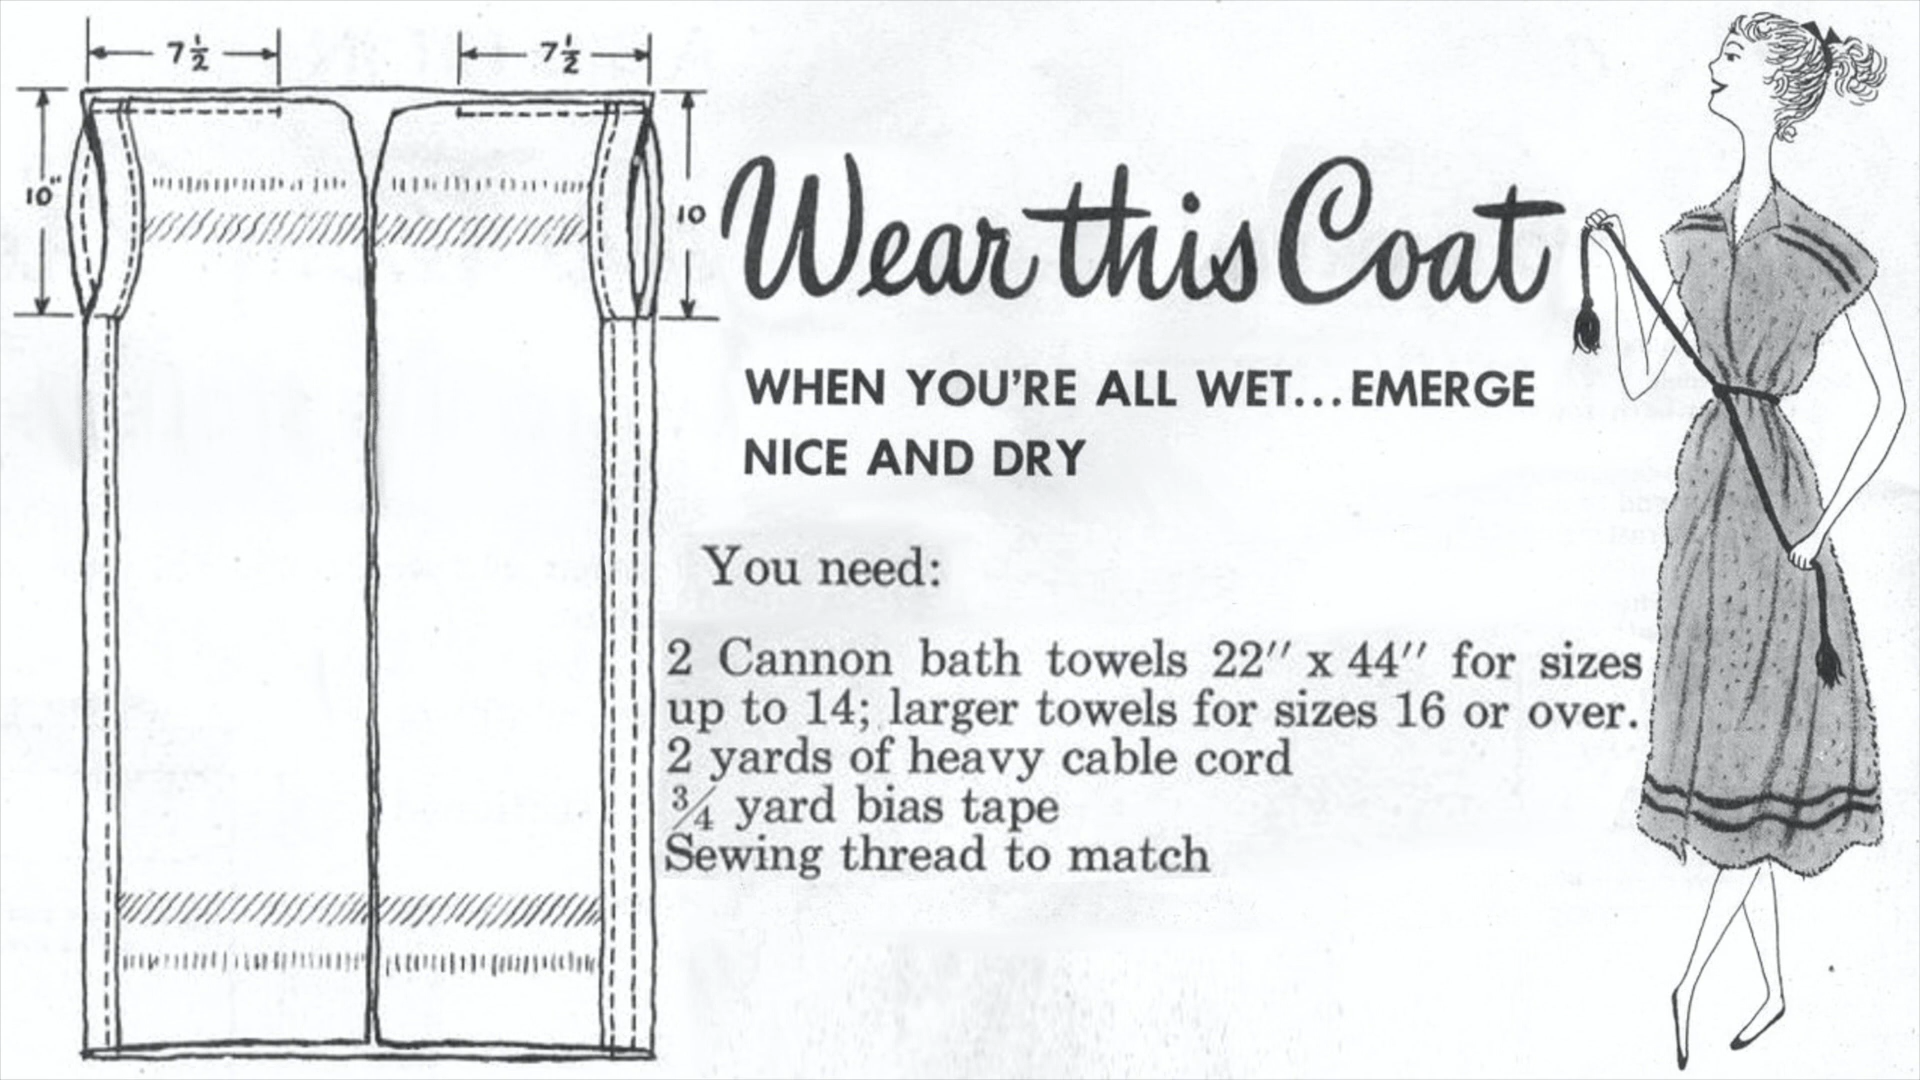 7½ 7½
10"
10
Wear this Coat
WHEN YOU'RE ALL WET...EMERGE
NICE AND DRY
You need:
2 Cannon bath towels 22″ x 44″ for sizes
up to 14; larger towels for sizes 16 or over.
2 yards of heavy cable cord
¾ yard bias tape
Sewing thread to match